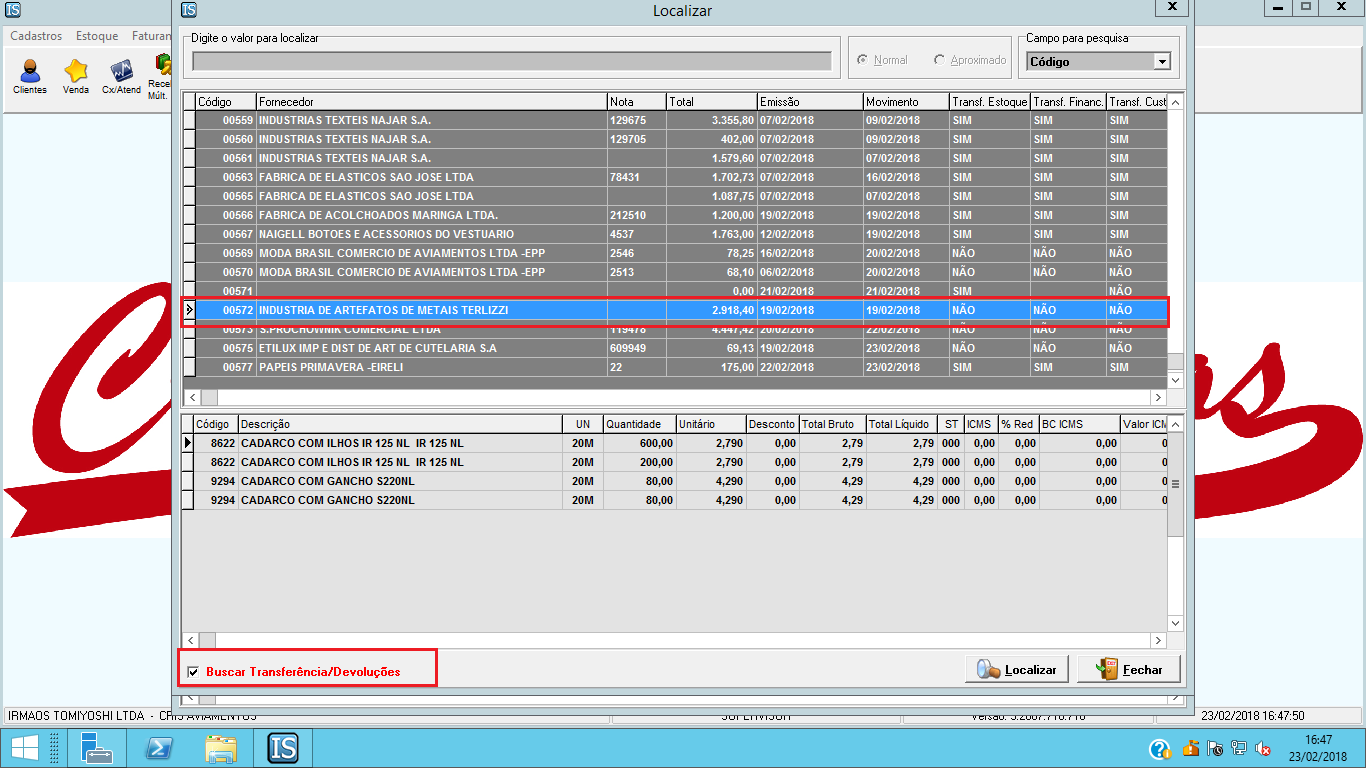 IS
IS Localizar X
Cadastros Estoque Faturan
Clientes Venda Cx/Atend Recel
Múlt.
Digite o valor para localizar
Normal Aproximado
Campo para pesquisa
Código
Código Fornecedor Nota Total Emissão Movimento Transf. Estoque Transf. Financ. Transf. Cust
00559 INDUSTRIAS TEXTEIS NAJAR S.A. 129675 3.355,80 07/02/2018 09/02/2018 SIM SIM SIM
00560 INDUSTRIAS TEXTEIS NAJAR S.A. 129705 402,00 07/02/2018 09/02/2018 SIM SIM SIM
00561 INDUSTRIAS TEXTEIS NAJAR S.A. 1.579,60 07/02/2018 07/02/2018 SIM SIM SIM
00563 FABRICA DE ELASTICOS SAO JOSE LTDA 78431 1.702,73 07/02/2018 16/02/2018 SIM SIM SIM
00565 FABRICA DE ELASTICOS SAO JOSE LTDA 1.087,75 07/02/2018 07/02/2018 SIM SIM SIM
00566 FABRICA DE ACOLCHOADOS MARINGA LTDA. 212510 1.200,00 19/02/2018 19/02/2018 SIM SIM SIM
00567 NAIGELL BOTOES E ACESSORIOS DO VESTUARIO 4537 1.763,00 12/02/2018 19/02/2018 SIM SIM SIM
00569 MODA BRASIL COMERCIO DE AVIAMENTOS LTDA -EPP 2546 78,25 16/02/2018 20/02/2018 NÃO NÃO NÃO
00570 MODA BRASIL COMERCIO DE AVIAMENTOS LTDA -EPP 2513 68,10 06/02/2018 20/02/2018 NÃO NÃO NÃO
00571 0,00 21/02/2018 21/02/2018 SIM NÃO
00572 INDUSTRIA DE ARTEFATOS DE METAIS TERLIZZI 2.918,40 19/02/2018 19/02/2018 NÃO NÃO NÃO
00573 S.PROCHOWNIK COMERCIAL LTDA 119478 4.447,42 20/02/2018 22/02/2018 NÃO NÃO NÃO
00575 ETILUX IMP E DIST DE ART DE CUTELARIA S.A 609949 69,13 19/02/2018 23/02/2018 NÃO NÃO NÃO
00577 PAPEIS PRIMAVERA -EIRELI 22 175,00 22/02/2018 23/02/2018 SIM SIM SIM
Código Descrição UN Quantidade Unitário Desconto Total Bruto Total Líquido ST ICMS % Red BC ICMS Valor ICM
8622 CADARCO COM ILHOS IR 125 NL IR 125 NL 20M 600,00 2,790 0,00 2,79 2,79 000 0,00 0,00 0,00 0
8622 CADARCO COM ILHOS IR 125 NL IR 125 NL 20M 200,00 2,790 0,00 2,79 2,79 000 0,00 0,00 0,00 0
9294 CADARCO COM GANCHO S220NL 20M 80,00 4,290 0,00 4,29 4,29 000 0,00 0,00 0,00 0
9294 CADARCO COM GANCHO S220NL 20M 80,00 4,290 0,00 4,29 4,29 000 0,00 0,00 0,00 0
Buscar Transferência/Devoluções Localizar Fechar
IRMAOS TOMIYOSHI LTDA - CRIS AVIAMENTOS SUPERVISOR 23/02/2018 16:47:50
IS
16:47
23/02/2018